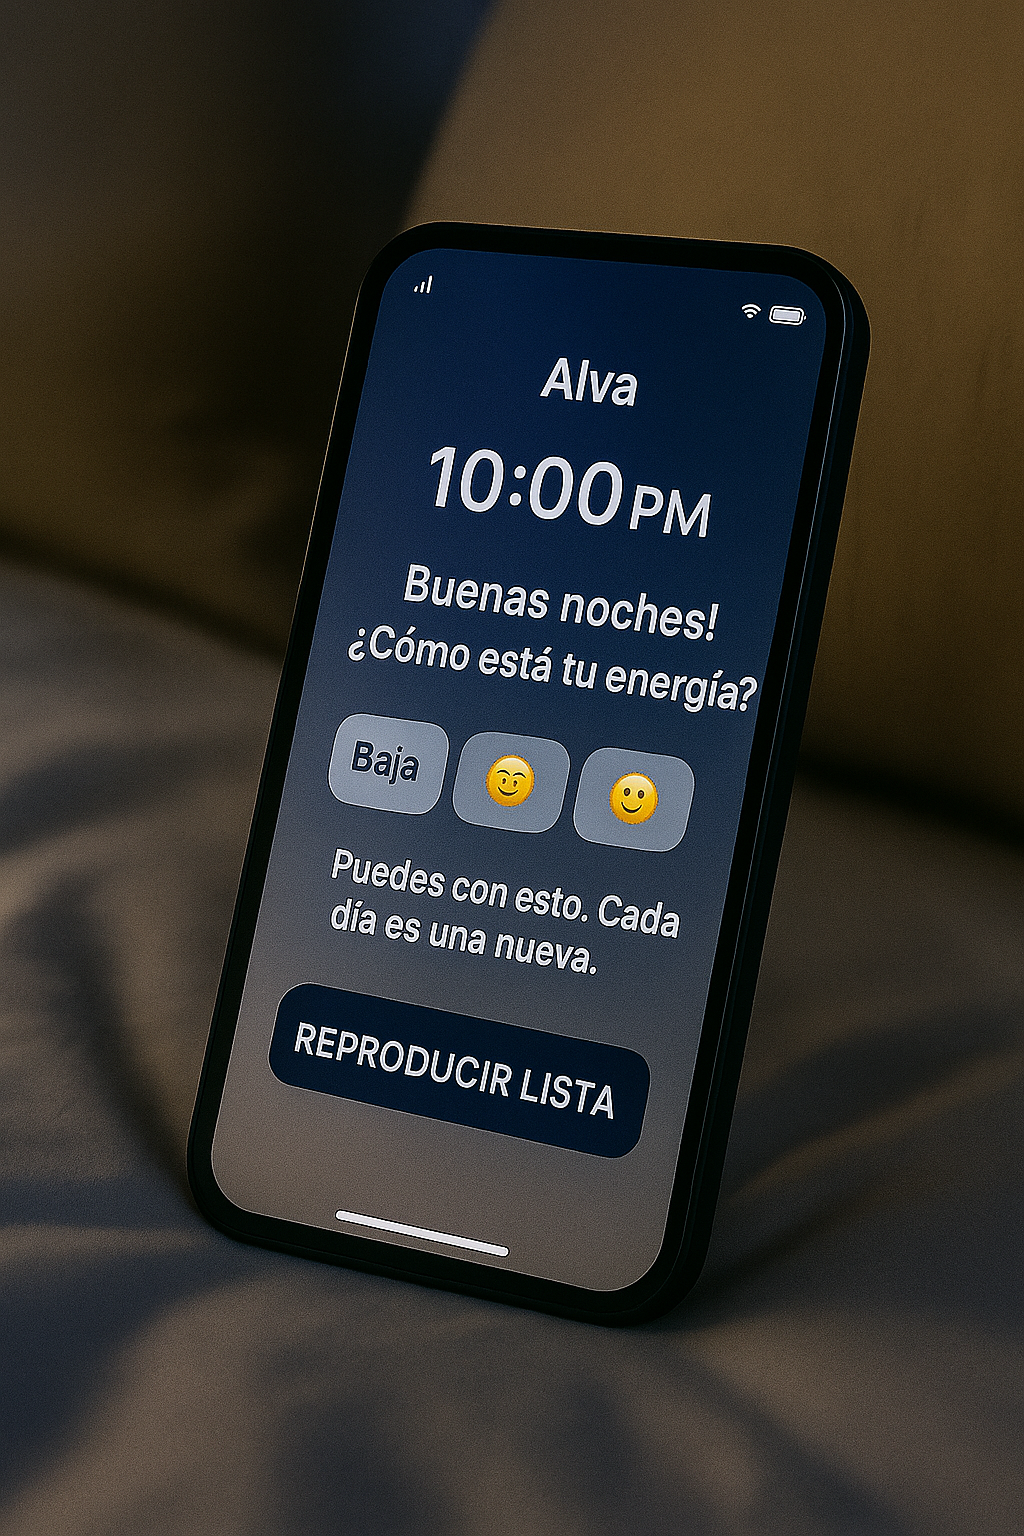 Alva
10:00 PM
Buenas noches!
¿Cómo está tu energía?
Baja
Puedes con esto. Cada
día es una nueva.
REPRODUCIR LISTA